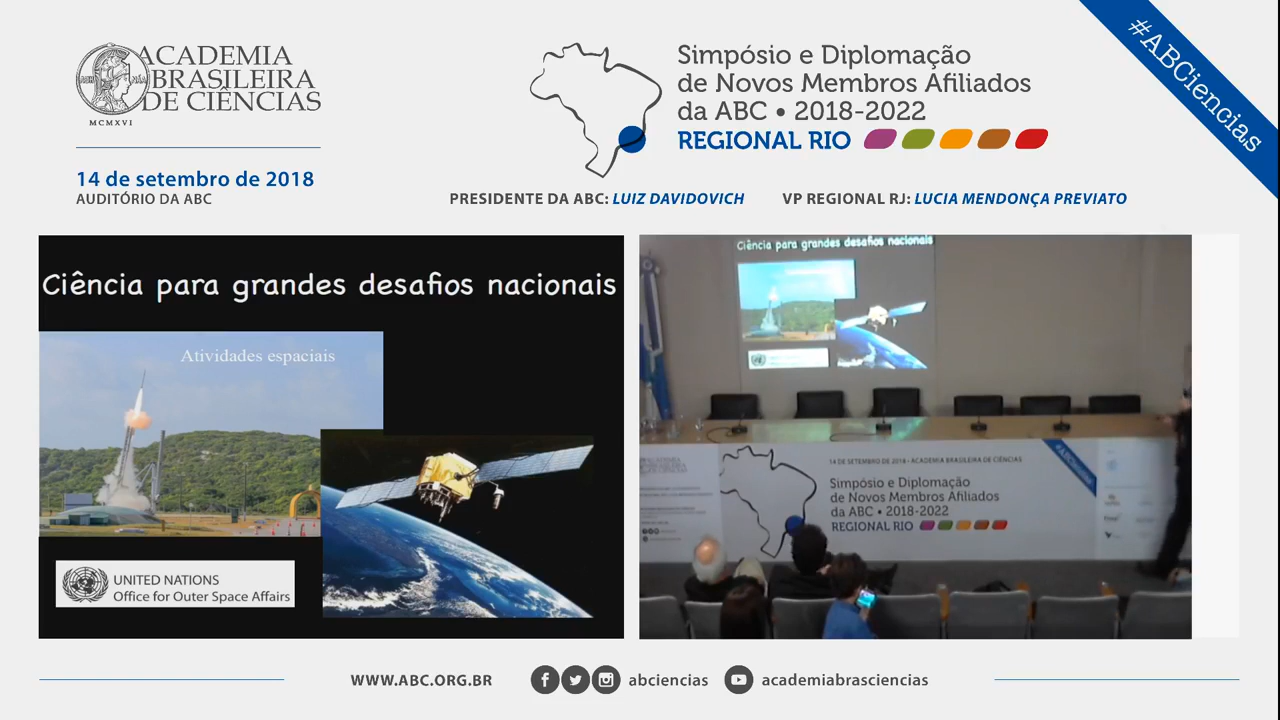 ACADEMIA
BRASILEIRA
DE CIÊNCIAS
MCMXVI
14 de setembro de 2018
AUDITÓRIO DA ABC
Simpósio e Diplomação
de Novos Membros Afiliados
da ABC • 2018-2022
REGIONAL RIO
#ABCiencias
PRESIDENTE DA ABC: LUIZ DAVIDOVICH
VP REGIONAL RJ: LUCIA MENDONÇA PREVIATO
Ciência para grandes desafios nacionais
Atividades espaciais
UNITED NATIONS
Office for Outer Space Affairs
Ciência para grandes desafios nacionais
14 DE SETEMBRO DE 2018 - ACADEMIA BRASILEIRA DE CIÊNCIAS
Simpósio e Diplomação
de Novos Membros Afiliados
da ABC • 2018-2022
REGIONAL RIO
WWW.ABC.ORG.BR
abciencias
academiabrasciencias